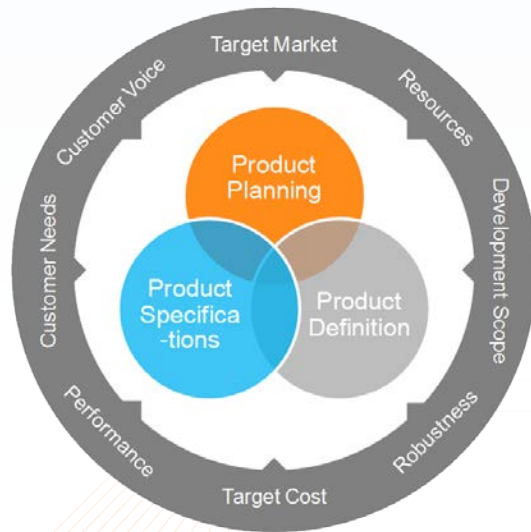 Target Market
Resources
Development Scope
Robustness
Target Cost
Performance
Customer Needs
Customer Voice
Product
Planning
Product
Specifica
-tions
Product
Definition